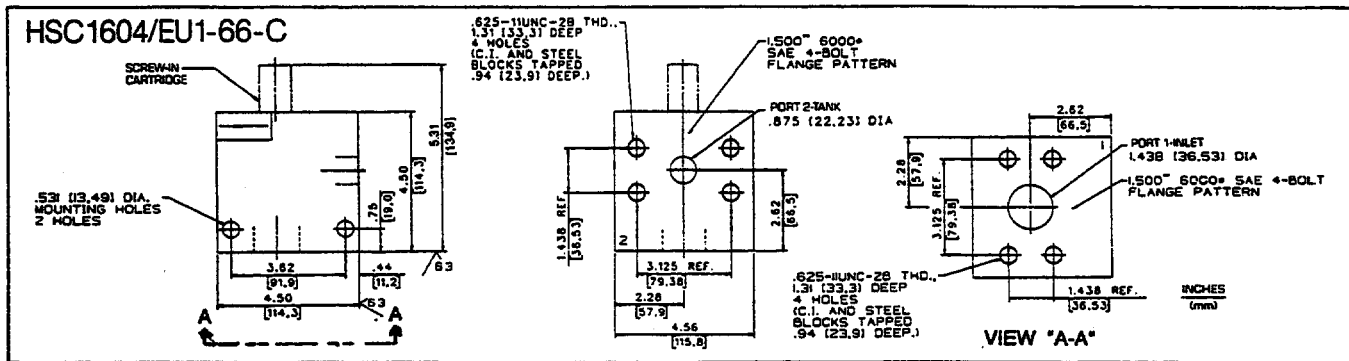 HSC1604/EU1-66-C
SCREW-IN
CARTRIDGE
5.31
[134,9]
4.50
[114,3]
.75
[19,0]
.531 [13,49] DIA.
MOUNTING HOLES
2 HOLES
3.62
[91,9]
.44
[11,2]
63
4.50
[114,3]
63
A
A
.625-11UNC-2B THD.,
1.31 [33,3] DEEP
4 HOLES
(C.I. AND STEEL
BLOCKS TAPPED
.94 [23,9] DEEP.)
1.500" 6000#
SAE 4-BOLT
FLANGE PATTERN
PORT 2-TANK
.875 [22,23] DIA
1.438 REF
[36,53]
2
2.62
[66,5]
3.125 REF.
[79,38]
2.28
[57,9]
4.56
[115,8]
2.62
[66,5]
1
PORT 1-INLET
1.438 [36,53] DIA
1.500" 6000# SAE 4-BOLT
FLANGE PATTERN
2.28
[57,9]
3.125 REF.
[79,38]
.625-11UNC-2B THD.,
1.31 [33,3] DEEP
4 HOLES
(C.I. AND STEEL
BLOCKS TAPPED
.94 [23,9] DEEP.)
1.438 REF.
[36,53]
INCHES
(mm)
VIEW "A-A"